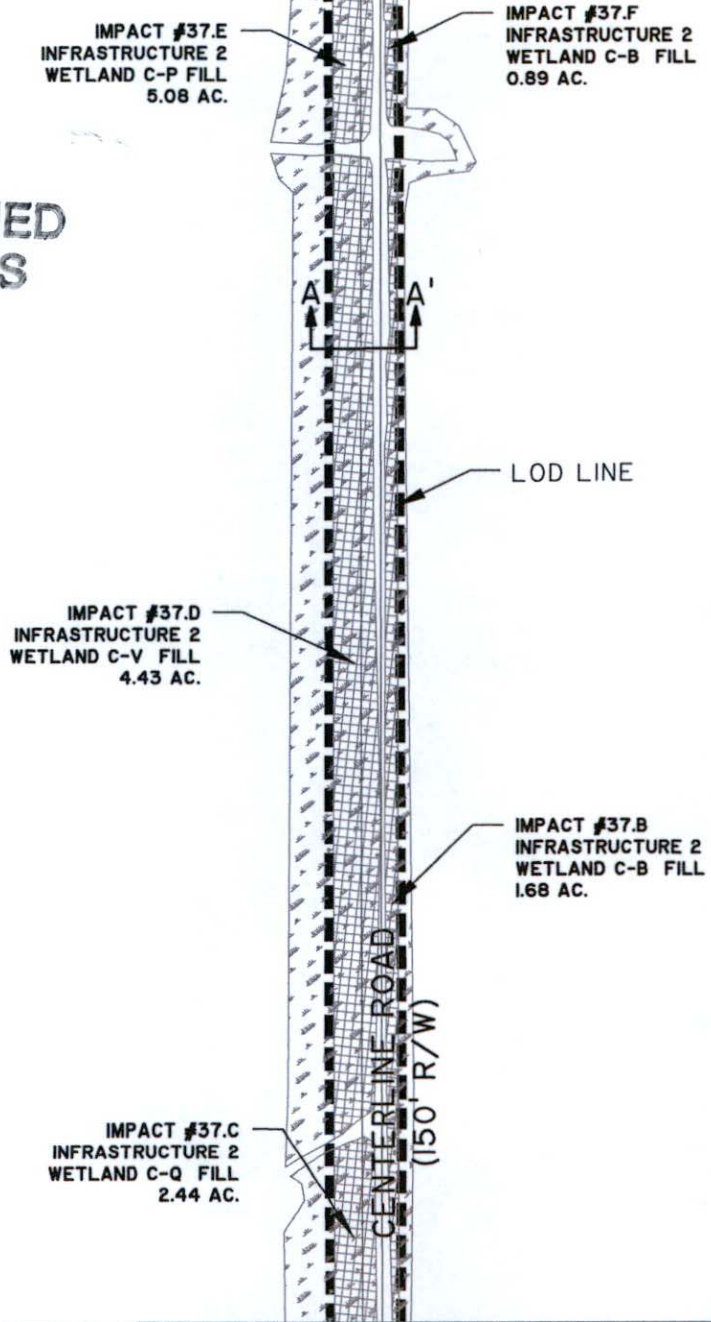 IMPACT #37.E
INFRASTRUCTURE 2
WETLAND C-P FILL
5.08 AC.
IMPACT #37.F
INFRASTRUCTURE 2
WETLAND C-B FILL
0.89 AC.
A
A'
LOD LINE
IMPACT #37.D
INFRASTRUCTURE 2
WETLAND C-V FILL
4.43 AC.
IMPACT #37.B
INFRASTRUCTURE 2
WETLAND C-B FILL
1.68 AC.
CENTERLINE ROAD
(150' R/W)
IMPACT #37.C
INFRASTRUCTURE 2
WETLAND C-Q FILL
2.44 AC.